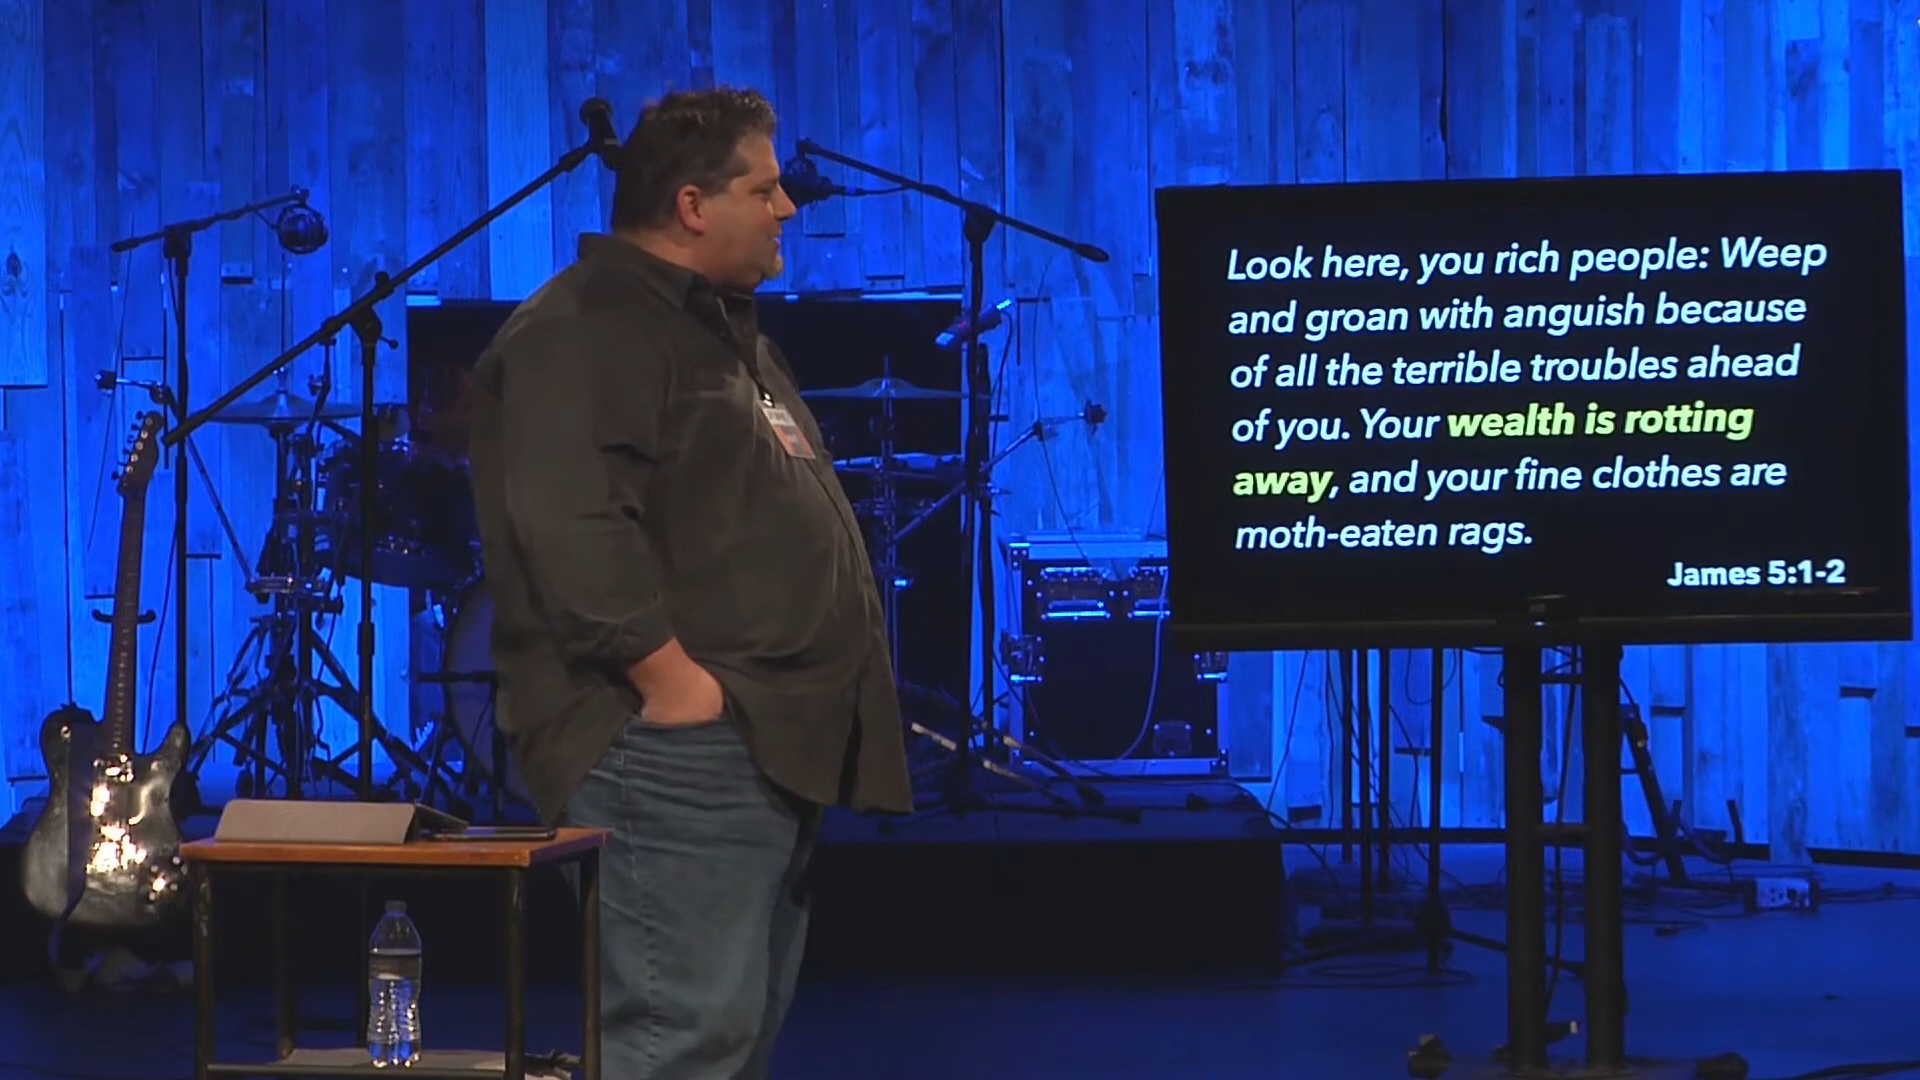 Look here, you rich people: Weep
and groan with anguish because
of all the terrible troubles ahead
of you. Your wealth is rotting
away, and your fine clothes are
moth-eaten rags.
James 5:1-2